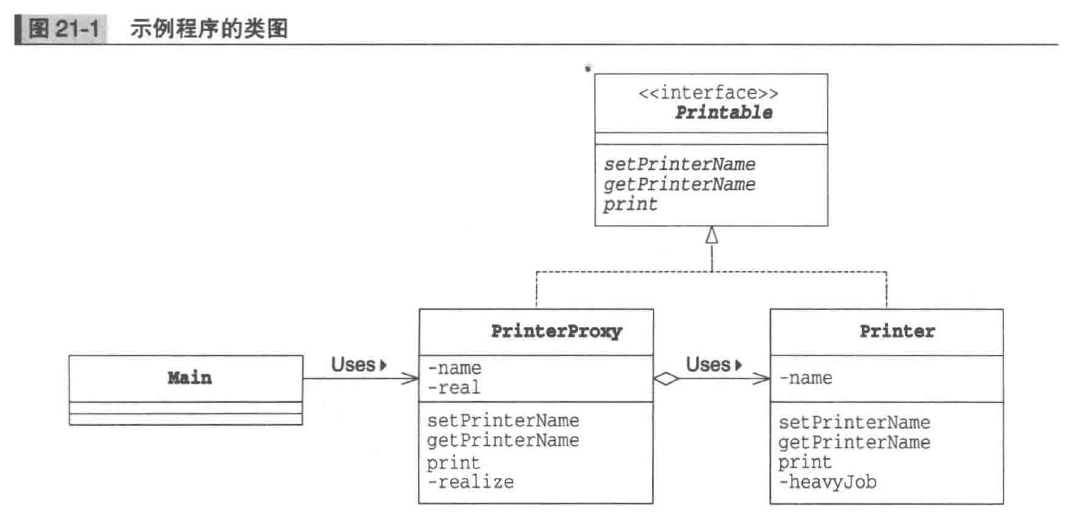 图 21-1 示例程序的类图
<<interface>>
Printable
setPrinterName
getPrinterName
print
Main
Uses
PrinterProxy
-name
-real
setPrinterName
getPrinterName
print
-realize
Uses
Printer
-name
setPrinterName
getPrinterName
print
-heavyJob